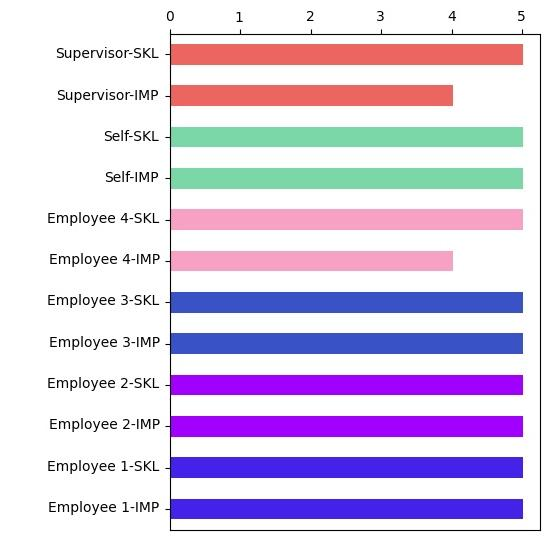 0 1 2 3 4 5
Supervisor-SKL
Supervisor-IMP
Self-SKL
Self-IMP
Employee 4-SKL
Employee 4-IMP
Employee 3-SKL
Employee 3-IMP
Employee 2-SKL
Employee 2-IMP
Employee 1-SKL
Employee 1-IMP